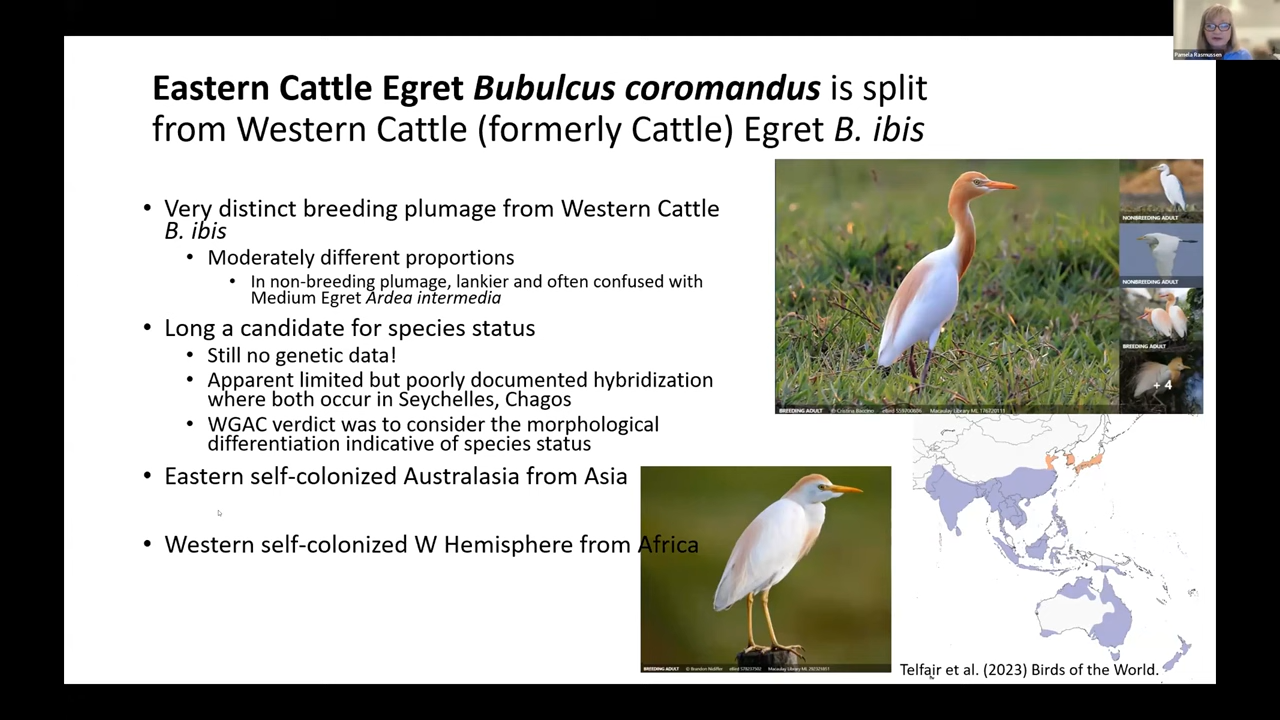 Pamela Rasmussen
Eastern Cattle Egret Bubulcus coromandus is split
from Western Cattle (formerly Cattle) Egret B. ibis
• Very distinct breeding plumage from Western Cattle
B. ibis
• Moderately different proportions
• In non-breeding plumage, lankier and often confused with
Medium Egret Ardea intermedia
• Long a candidate for species status
• Still no genetic data!
• Apparent limited but poorly documented hybridization
where both occur in Seychelles, Chagos
• WGAC verdict was to consider the morphological
differentiation indicative of species status
• Eastern self-colonized Australasia from Asia
• Western self-colonized W Hemisphere from Africa
NONBREEDING ADULT
NONBREEDING ADULT
BREEDING ADULT
+ 4
BREEDING ADULT
BREEDING ADULT
Telfair et al. (2023) Birds of the World.